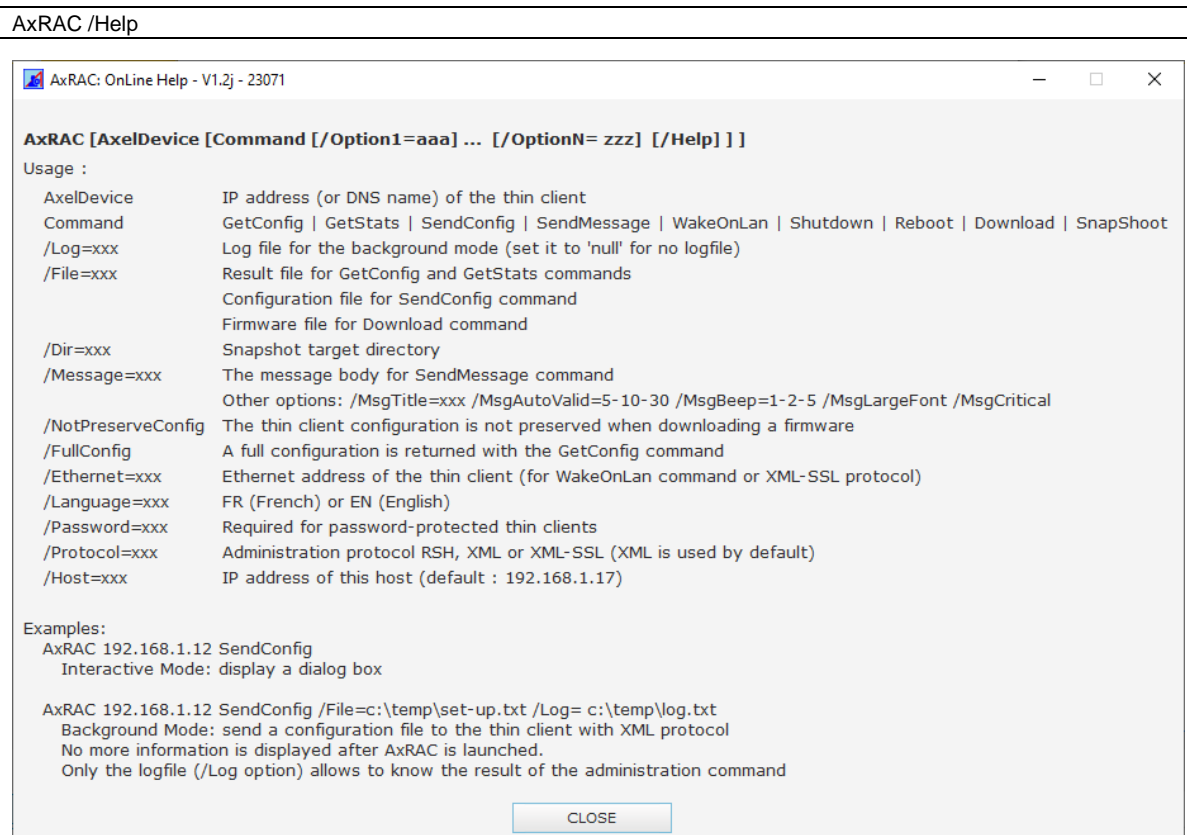 AxRAC /Help
AxRAC: OnLine Help - V1.2j - 23071
AxRAC [AxelDevice [Command [/Option1=aaa] ... [/OptionN= zzz] [/Help] ] ]
Usage :
AxelDevice IP address (or DNS name) of the thin client
Command GetConfig | GetStats | SendConfig | SendMessage | WakeOnLan | Shutdown | Reboot | Download | SnapShoot
/Log=xxx Log file for the background mode (set it to 'null' for no logfile)
/File=xxx Result file for GetConfig and GetStats commands
Configuration file for SendConfig command
Firmware file for Download command
/Dir=xxx Snapshot target directory
/Message=xxx The message body for SendMessage command
Other options: /MsgTitle=xxx /MsgAutoValid=5-10-30 /MsgBeep=1-2-5 /MsgLargeFont /MsgCritical
/NotPreserveConfig The thin client configuration is not preserved when downloading a firmware
/FullConfig A full configuration is returned with the GetConfig command
/Ethernet=xxx Ethernet address of the thin client (for WakeOnLan command or XML-SSL protocol)
/Language=xxx FR (French) or EN (English)
/Password=xxx Required for password-protected thin clients
/Protocol=xxx Administration protocol RSH, XML or XML-SSL (XML is used by default)
/Host=xxx IP address of this host (default : 192.168.1.17)
Examples:
AxRAC 192.168.1.12 SendConfig
Interactive Mode: display a dialog box
AxRAC 192.168.1.12 SendConfig /File=c:\temp\set-up.txt /Log= c:\temp\log.txt
Background Mode: send a configuration file to the thin client with XML protocol
No more information is displayed after AxRAC is launched.
Only the logfile (/Log option) allows to know the result of the administration command
CLOSE